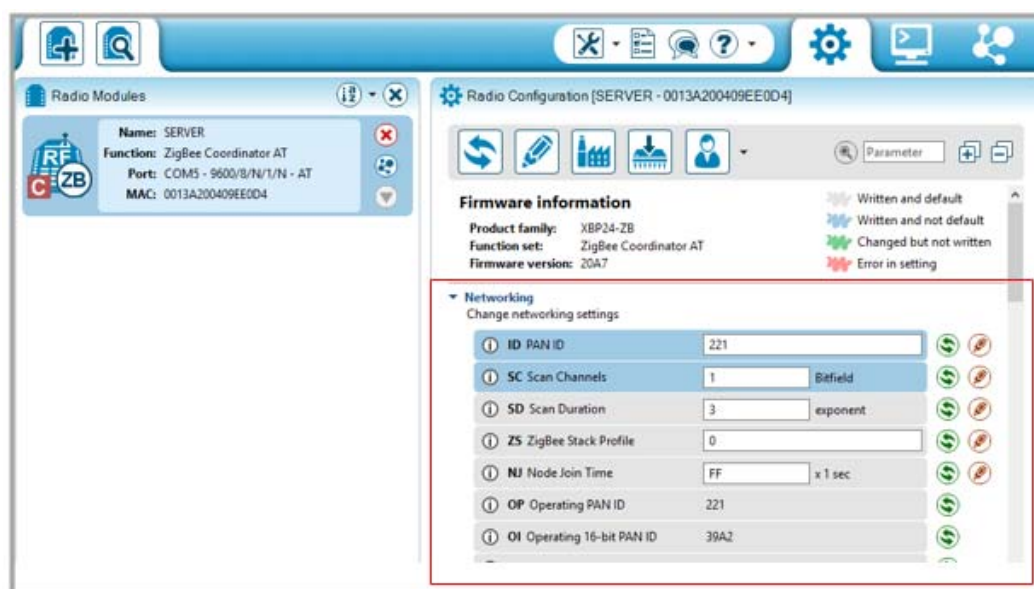 Radio Modules
Name: SERVER
Function: ZigBee Coordinator AT
Port: COM5 - 9600/8/N/1/N - AT
MAC: 0013A200409EE0D4
RF
C
ZB
Radio Configuration [SERVER - 0013A200409EE0D4]
Parameter
Firmware information
Product family: XBP24-ZB
Function set: ZigBee Coordinator AT
Firmware version: 20A7
Written and default
Written and not default
Changed but not written
Error in setting
Networking
Change networking settings
ID PAN ID 221
SC Scan Channels 1 Bitfield
SD Scan Duration 3 exponent
ZS ZigBee Stack Profile 0
NJ Node Join Time FF x 1 sec
OP Operating PAN ID 221
OI Operating 16-bit PAN ID 39A2